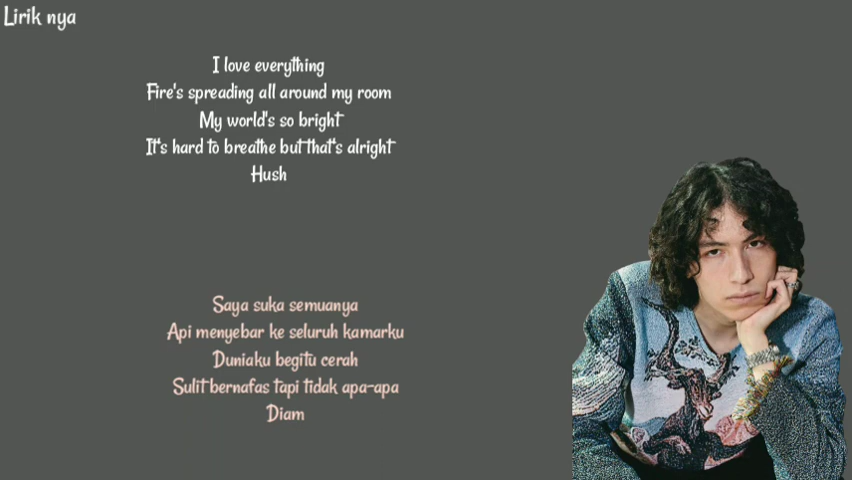 Lirik nya
I love everything
Fire's spreading all around my room
My world's so bright
It's hard to breathe but that's alright
Hush
Saya suka semuanya
Api menyebar ke seluruh kamarku
Duniaku begitu cerah
Sulit bernafas tapi tidak apa-apa
Diam